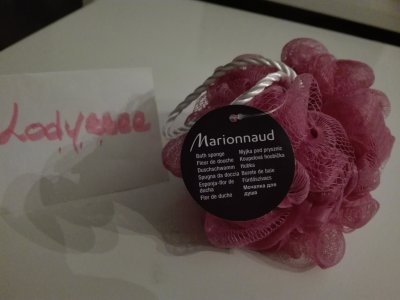 Ladyeeee
Marionnaud
Bath sponge
Fleur de douche
Duschschwamm
Spugna da doccia
Esponja-flor de
ducha
Flor de duche
Myjka pod prysznic
Koupelová houbička
Hubka
Burete de baie
Fürdőszivacs
Мочалка для
душа